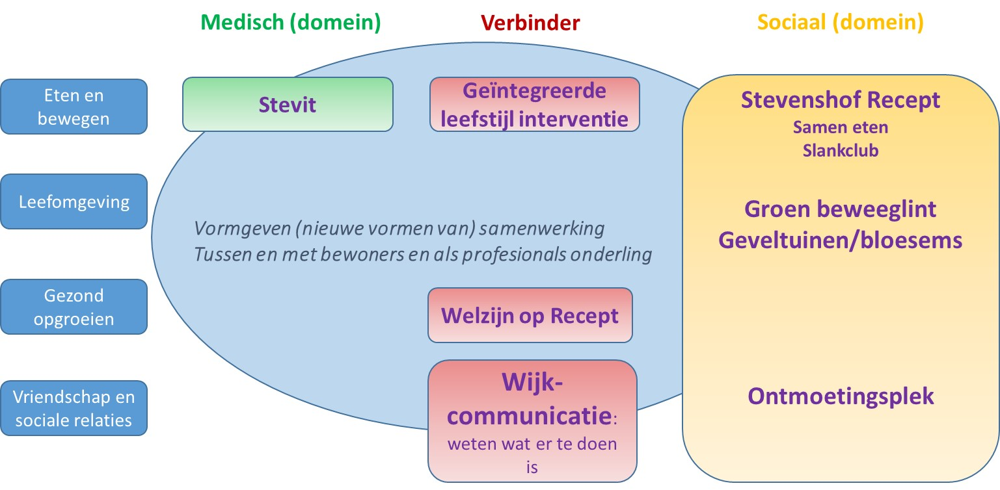 Medisch (domein)
Verbinder
Sociaal (domein)
Eten en
bewegen
Stevit
Geïntegreerde
leefstijl interventie
Stevenshof Recept
Samen eten
Slankclub
Leefomgeving
Groen beweeglint
Geveltuinen/bloesems
Vormgeven (nieuwe vormen van) samenwerking
Tussen en met bewoners en als profesionals onderling
Gezond
opgroeien
Welzijn op Recept
Vriendschap en
sociale relaties
Wijk-
communicatie:
weten wat er te doen
is
Ontmoetingsplek